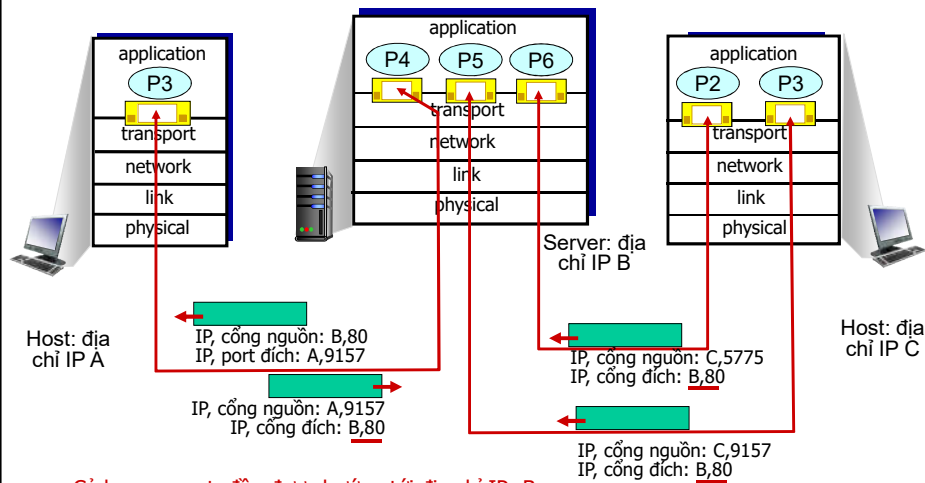 application
P3
transport
network
link
physical
application
P4 P5 P6
transport
network
link
physical
application
P2 P3
transport
network
link
physical
Server: địa
chỉ IP B
Host: địa
chỉ IP A
Host: địa
chỉ IP C
IP, cổng nguồn: B,80
IP, port đích: A,9157
IP, cổng nguồn: A,9157
IP, cổng đích: B,80
IP, cổng nguồn: C,5775
IP, cổng đích: B,80
IP, cổng nguồn: C,9157
IP, cổng đích: B,80